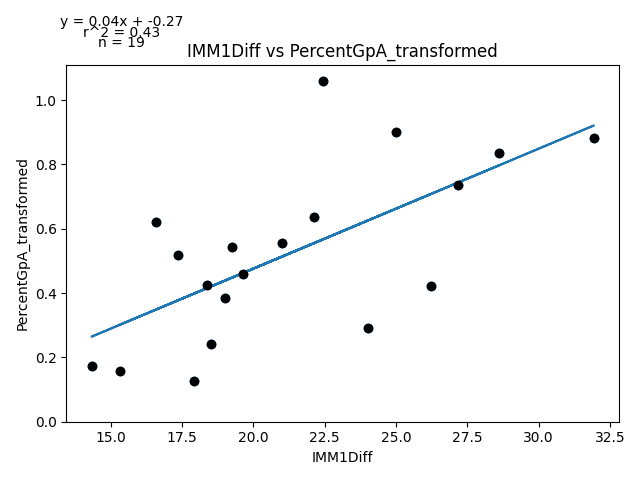 y = 0.04x + -0.27
r^2 = 0.43
n = 19
IMM1Diff vs PercentGpA_transformed
1.0
0.8
0.6
0.4
0.2
0.0
PercentGpA_transformed
15.0 17.5 20.0 22.5 25.0 27.5 30.0 32.5
IMM1Diff